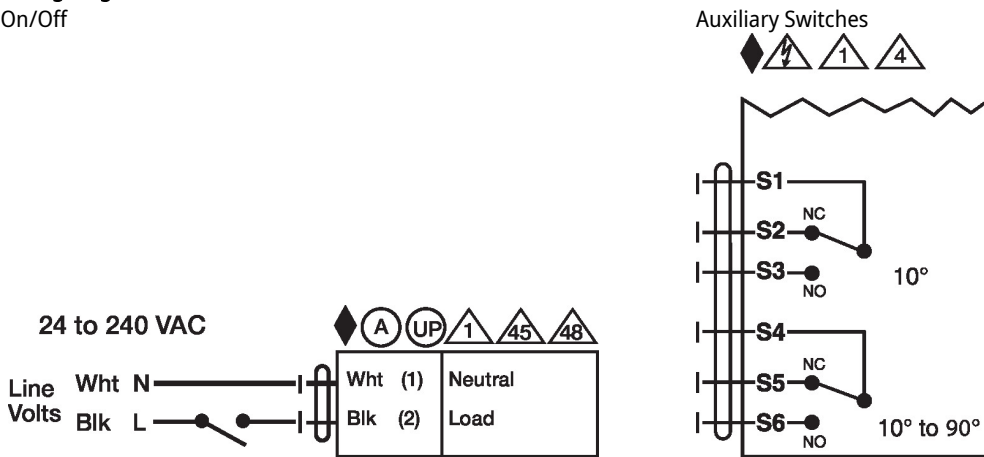 On/Off
24 to 240 VAC
A UP 1 45 48
Line Volts
Wht N
Blk L
Wht (1) Neutral
Blk (2) Load
Auxiliary Switches
1 4
S1
NC
S2
S3
NO
10°
S4
NC
S5
S6
NO
10° to 90°